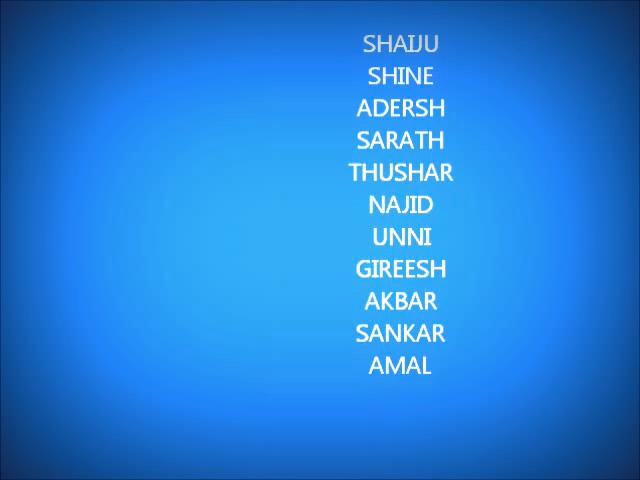 SHAIJU
SHINE
ADERSH
SARATH
THUSHAR
NAJID
UNNI
GIREESH
AKBAR
SANKAR
AMAL